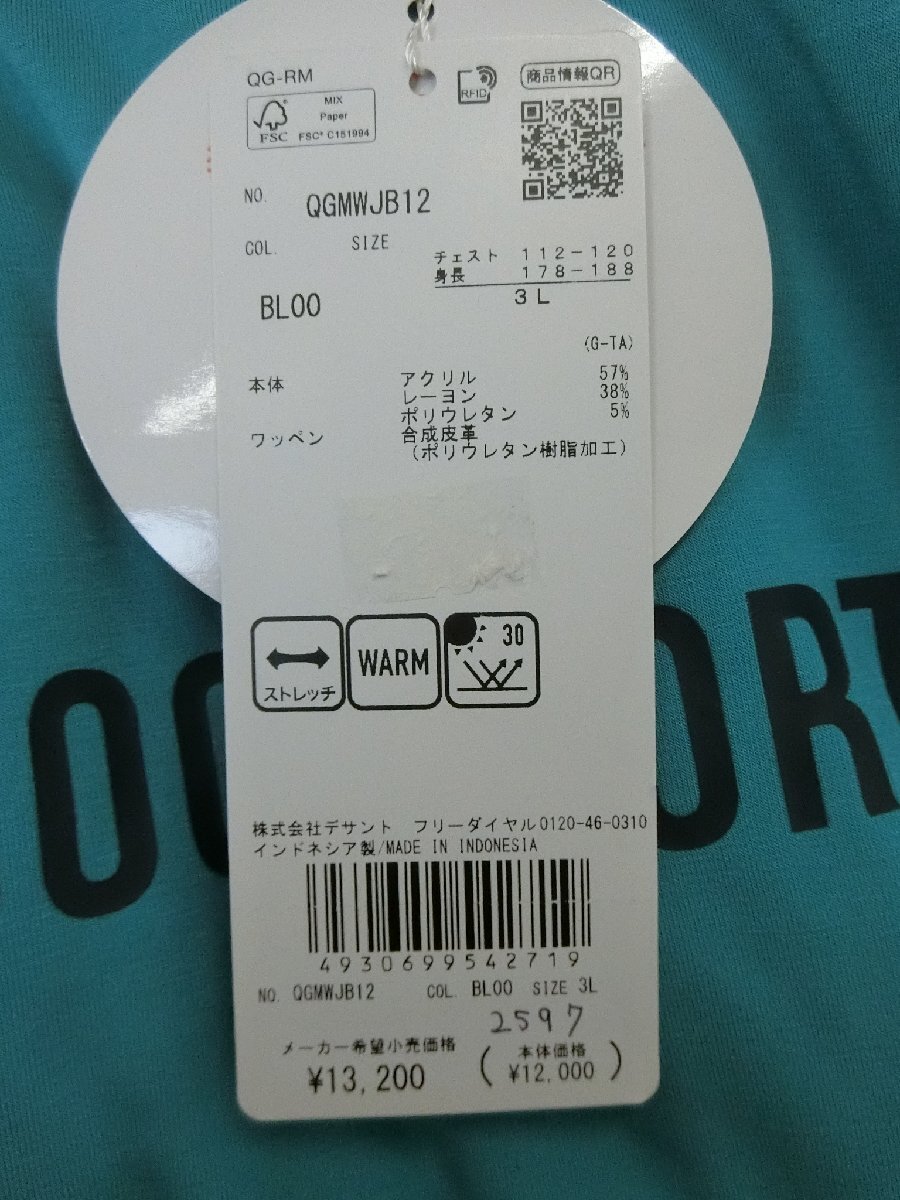 QG-RM
RFID
商品情報QR
MIX
Paper
FSC
FSC® C151994
NO. QGMWJB12
COL. SIZE
チェスト 112-120
身長 178-188
BL00 3L
(G-TA)
本体 アクリル 57%
レーヨン 38%
ポリウレタン 5%
ワッペン 合成皮革
(ポリウレタン樹脂加工)
ストレッチ
WARM
30
株式会社デサント フリーダイヤル0120-46-0310
インドネシア製/MADE IN INDONESIA
4930699542719
NO. QGMWJB12 COL. BL00 SIZE 3L
2597
メーカー希望小売価格 (本体価格
¥13,200 ¥12,000)